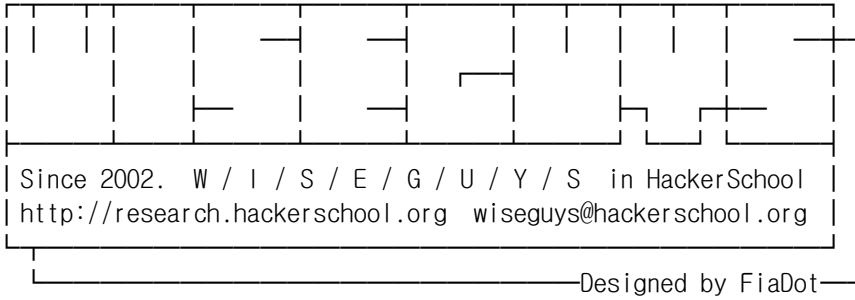 Since 2002. W / I / S / E / G / U / Y / S in HackerSchool
http://research.hackerschool.org wiseguys@hackerschool.org
Designed by FiaDot